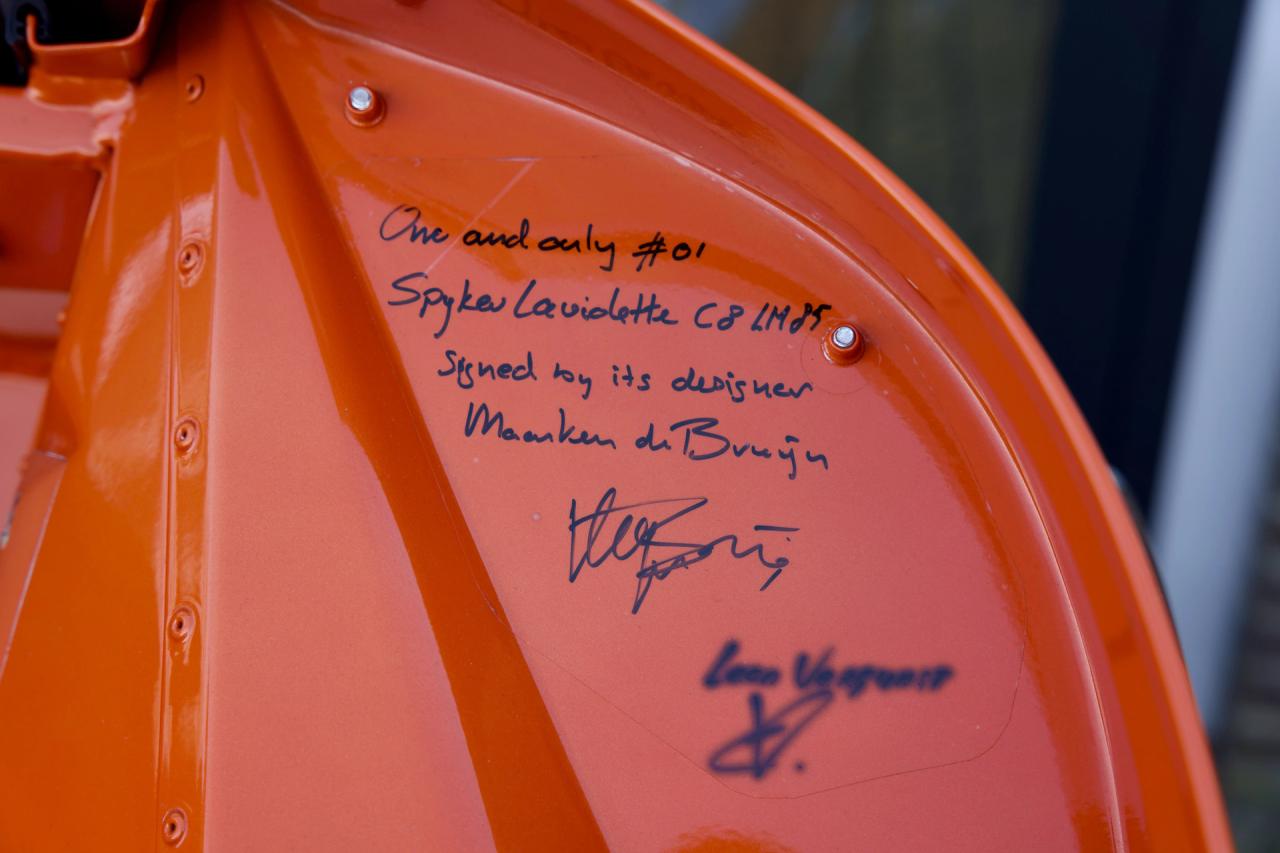 One and only #01
Spyker Laviolette C8 LM85
signed by its designer
Maarten de Bruijn